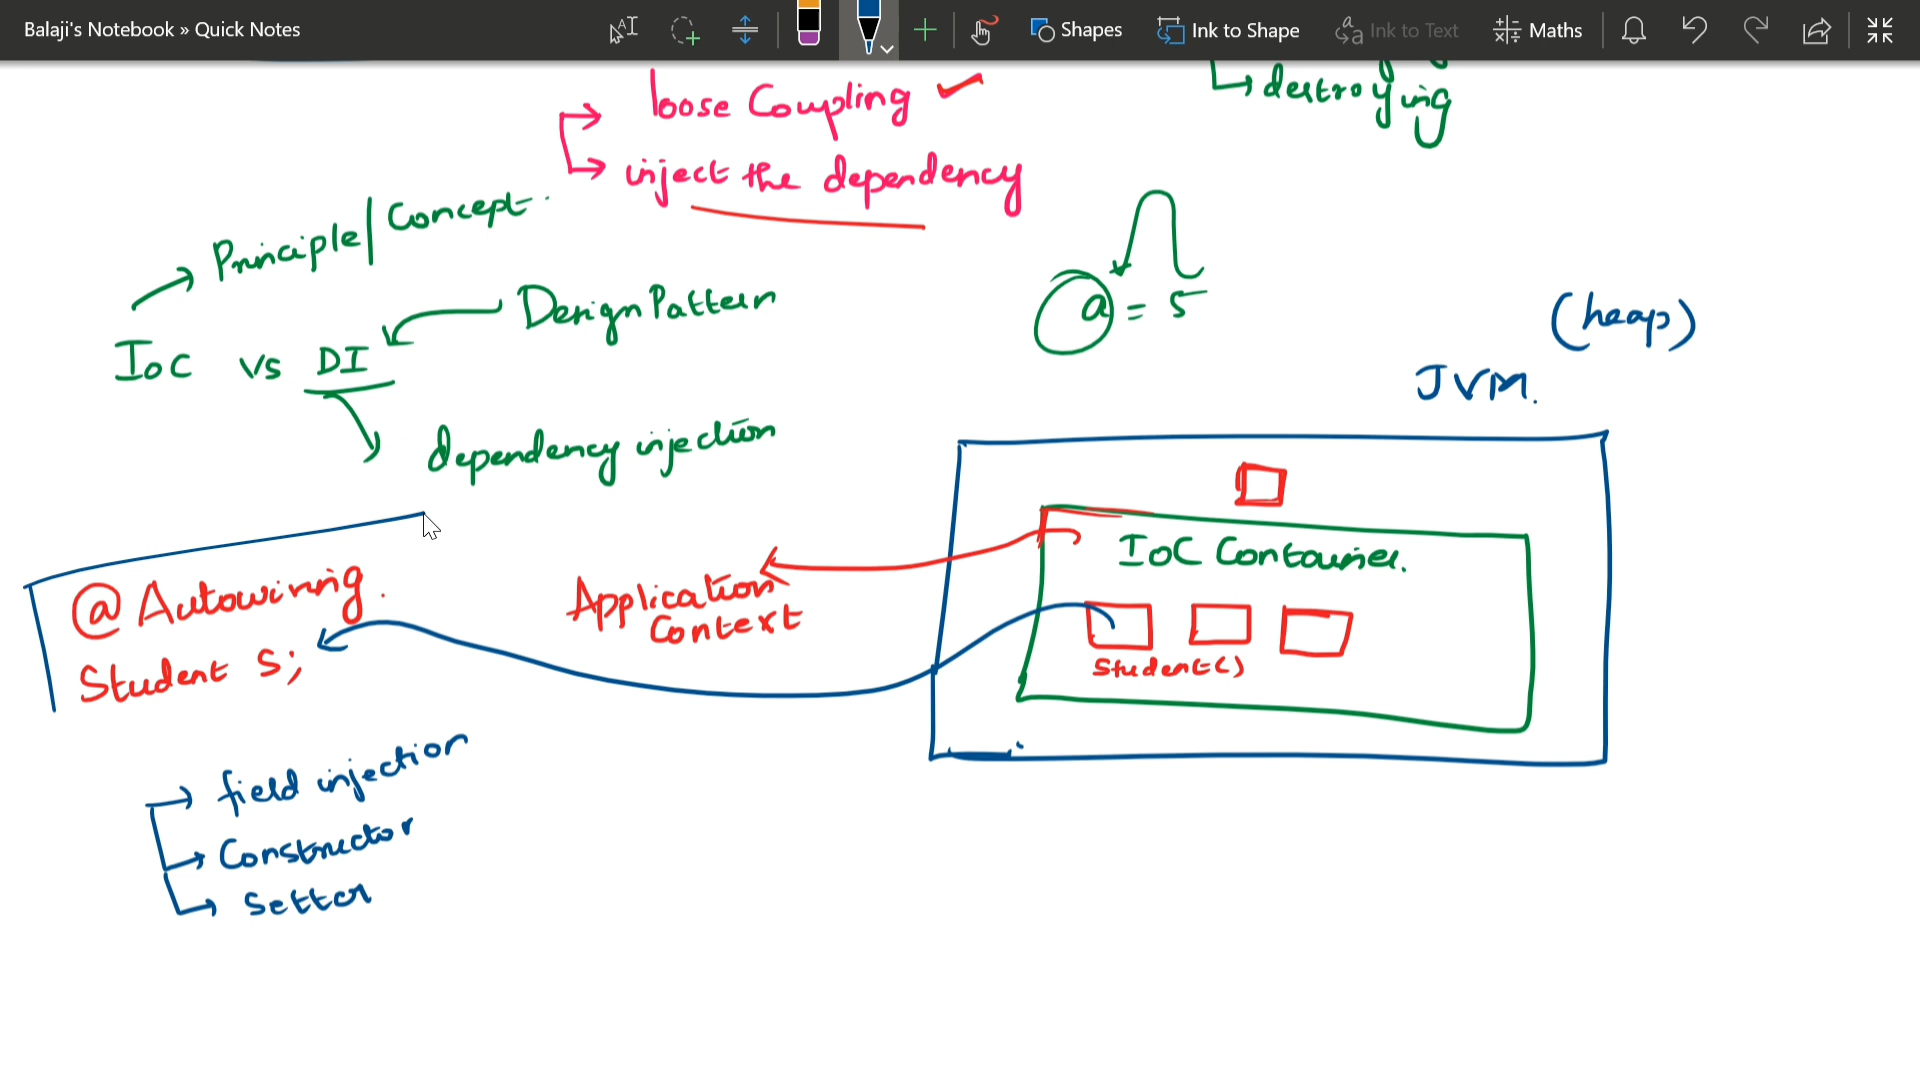 Balaji's Notebook » Quick Notes
Shapes
Ink to Shape
Ink to Text
Maths
loose Coupling
inject the dependency
destroying
Principle/Concept
Design Pattern
IoC vs DI
dependency injection
a = 5
(heap)
JVM.
IoC Container.
Student()
Application
Context
@ Autowiring.
Student S;
field injection
Constructor
Setter